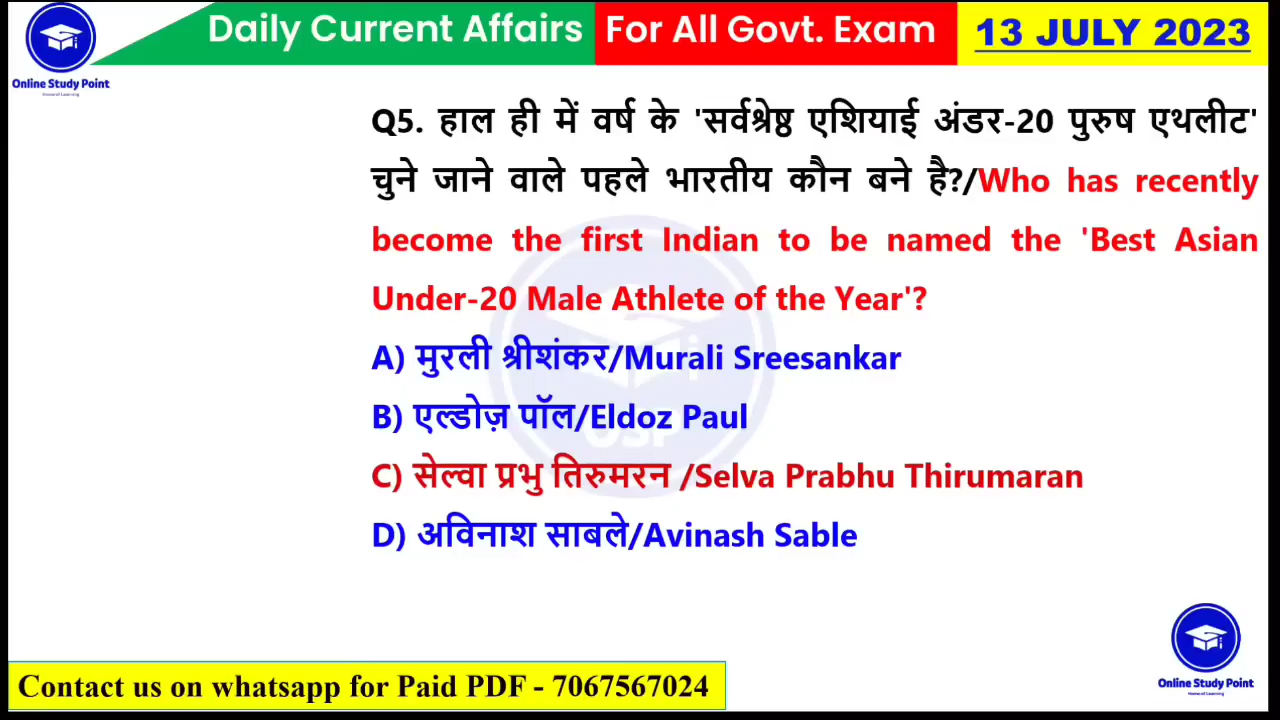 Daily Current Affairs For All Govt. Exam 13 JULY 2023
Online Study Point
Q5. हाल ही में वर्ष के 'सर्वश्रेष्ठ एशियाई अंडर-20 पुरुष एथलीट'
चुने जाने वाले पहले भारतीय कौन बने है?/Who has recently
become the first Indian to be named the 'Best Asian
Under-20 Male Athlete of the Year'?
A) मुरली श्रीशंकर/Murali Sreesankar
B) एल्डोज़ पॉल/Eldoz Paul
C) सेल्वा प्रभु तिरुमरन /Selva Prabhu Thirumaran
D) अविनाश साबले/Avinash Sable
OSP
Online Study Point
Contact us on whatsapp for Paid PDF - 7067567024